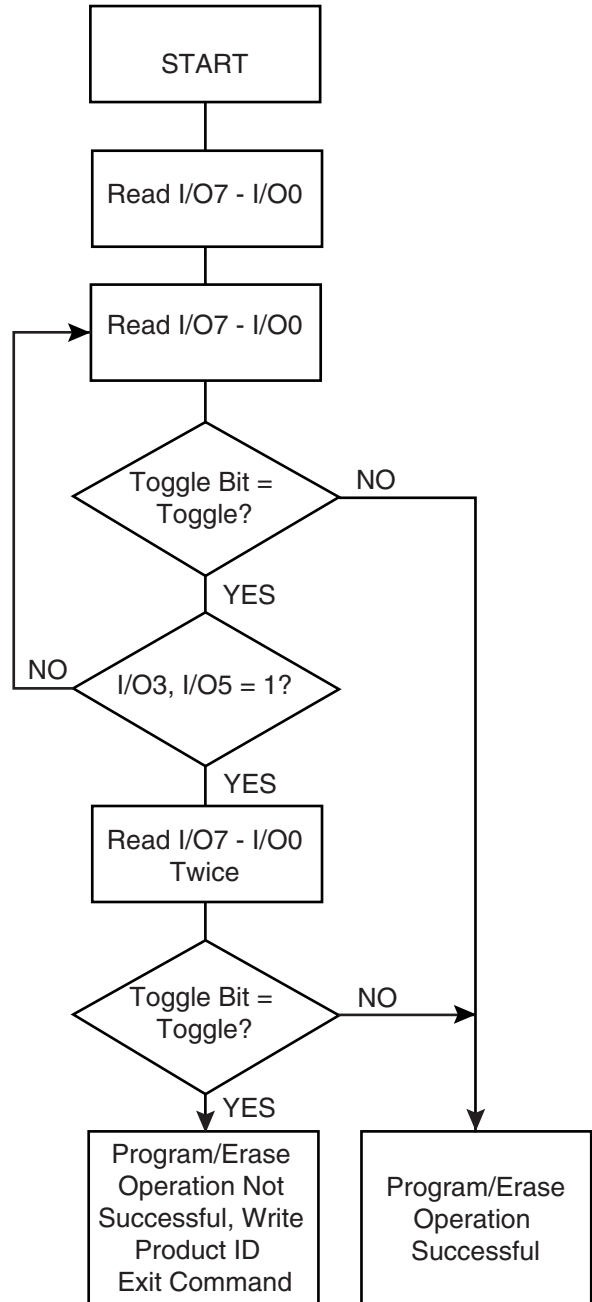 START
Read I/O7 - I/O0
Read I/O7 - I/O0
Toggle Bit =
Toggle?
NO
YES
NO
I/O3, I/O5 = 1?
YES
Read I/O7 - I/O0
Twice
Toggle Bit =
Toggle?
NO
YES
Program/Erase
Operation Not
Successful, Write
Product ID
Exit Command
Program/Erase
Operation
Successful